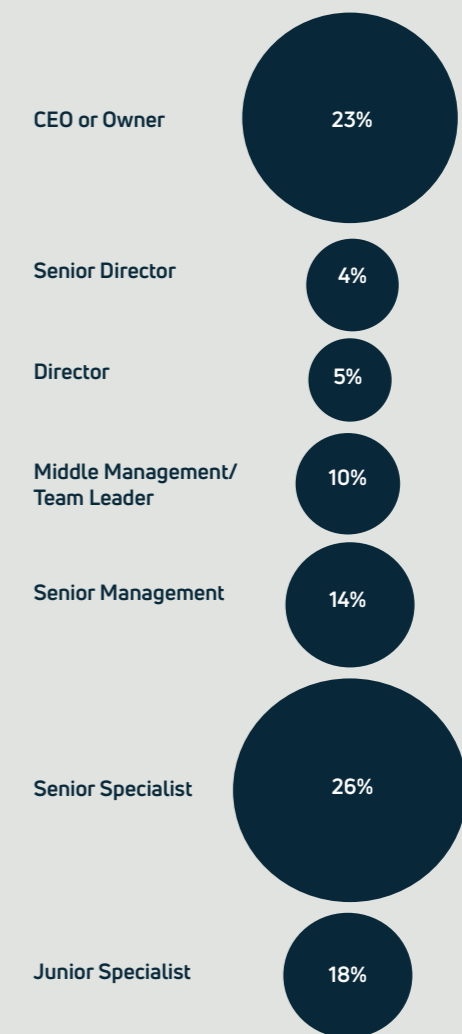 CEO or Owner
23%
Senior Director
4%
Director
5%
Middle Management/
Team Leader
10%
Senior Management
14%
Senior Specialist
26%
Junior Specialist
18%